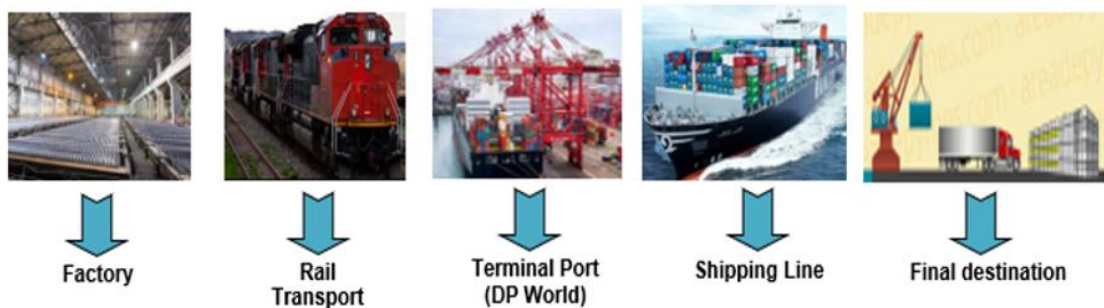 Factory
Rail
Transport
Terminal Port
(DP World)
Shipping Line
Final destination